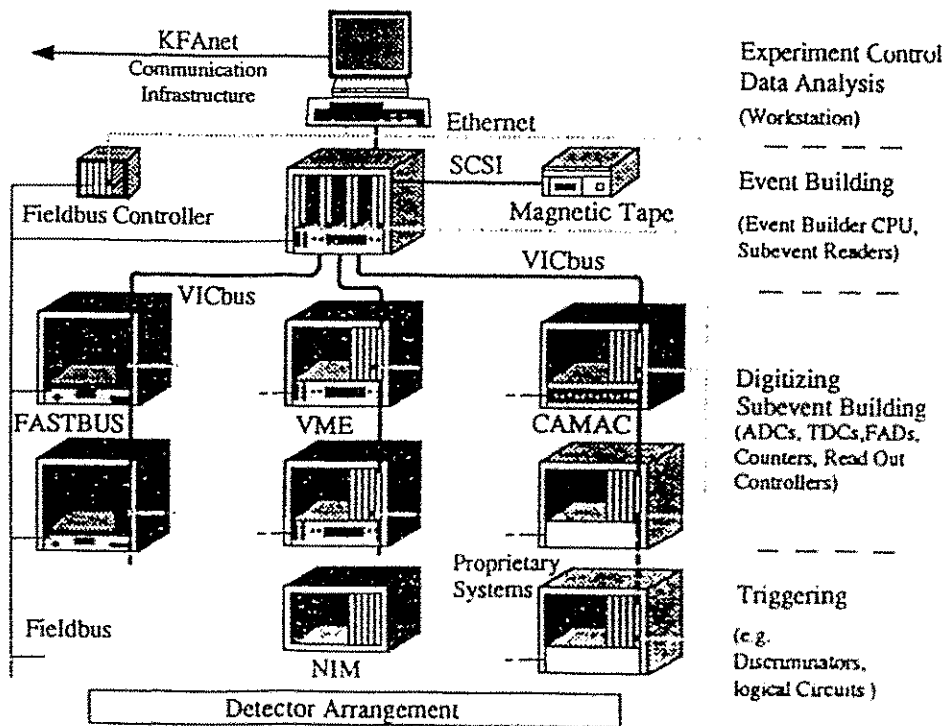 KFAnet
Communication
Infrastructure
Experiment Control
Data Analysis
(Workstation)
Ethernet
SCSI
Fieldbus Controller
Magnetic Tape
Event Building
(Event Builder CPU,
Subevent Readers)
VICbus
VICbus
FASTBUS
VME
CAMAC
Digitizing
Subevent Building
(ADCs, TDCs,FADs,
Counters, Read Out
Controllers)
Proprietary
Systems
Fieldbus
NIM
Triggering
(e.g.
Discriminators,
logical Circuits )
Detector Arrangement